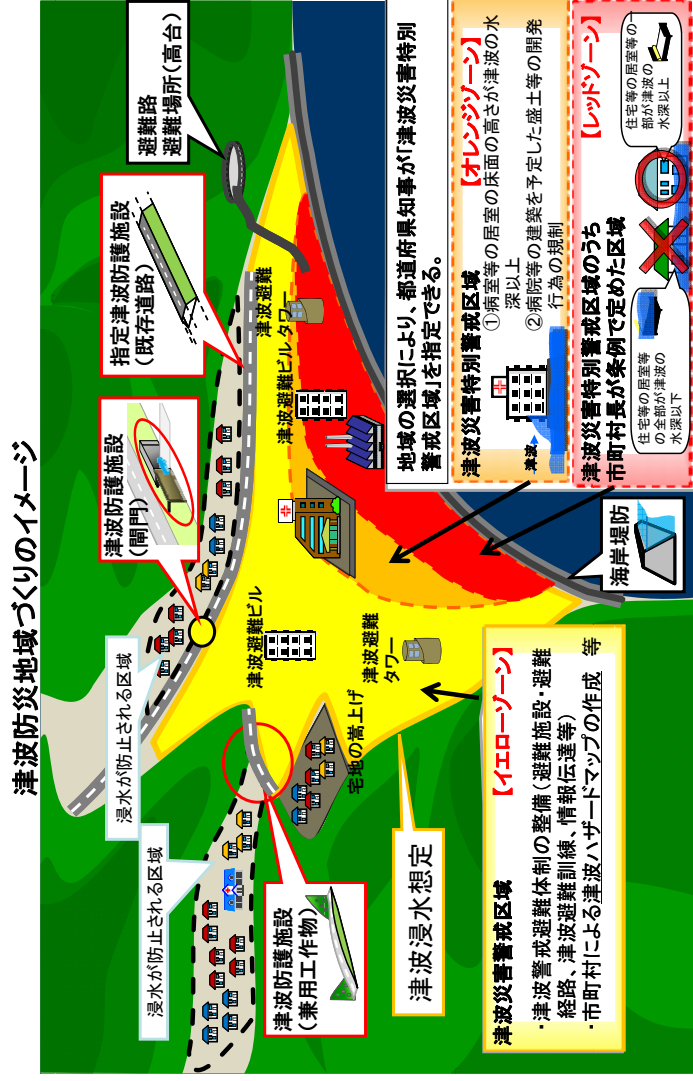 津波防災地域づくりのイメージ
浸水が防止される区域
浸水が防止される区域
津波防護施設
(閘門)
指定津波防護施設
(既存道路)
避難路
避難場所(高台)
津波避難ビル
津波避難ビル
津波避難
タワー
津波避難
タワー
宅地の嵩上げ
津波防護施設
(兼用工作物)
津波浸水想定
海岸堤防
津波災害警戒区域 【イエローゾーン】
・津波警戒避難体制の整備(避難施設・避難
経路、津波避難訓練、情報伝達等)
・市町村による津波ハザードマップの作成 等
地域の選択により、都道府県知事が「津波災害特別
警戒区域」を指定できる。
津波災害特別警戒区域 【オレンジゾーン】
①病室等の居室の床面の高さが津波の水
深以上
②病院等の建築を予定した盛土等の開発
行為の規制
津波
津波災害特別警戒区域のうち
市町村長が条例で定めた区域 【レッドゾーン】
住宅等の居室等
の全部が津波の
水深以下
住宅等の居室等の一
部が津波の
水深以上